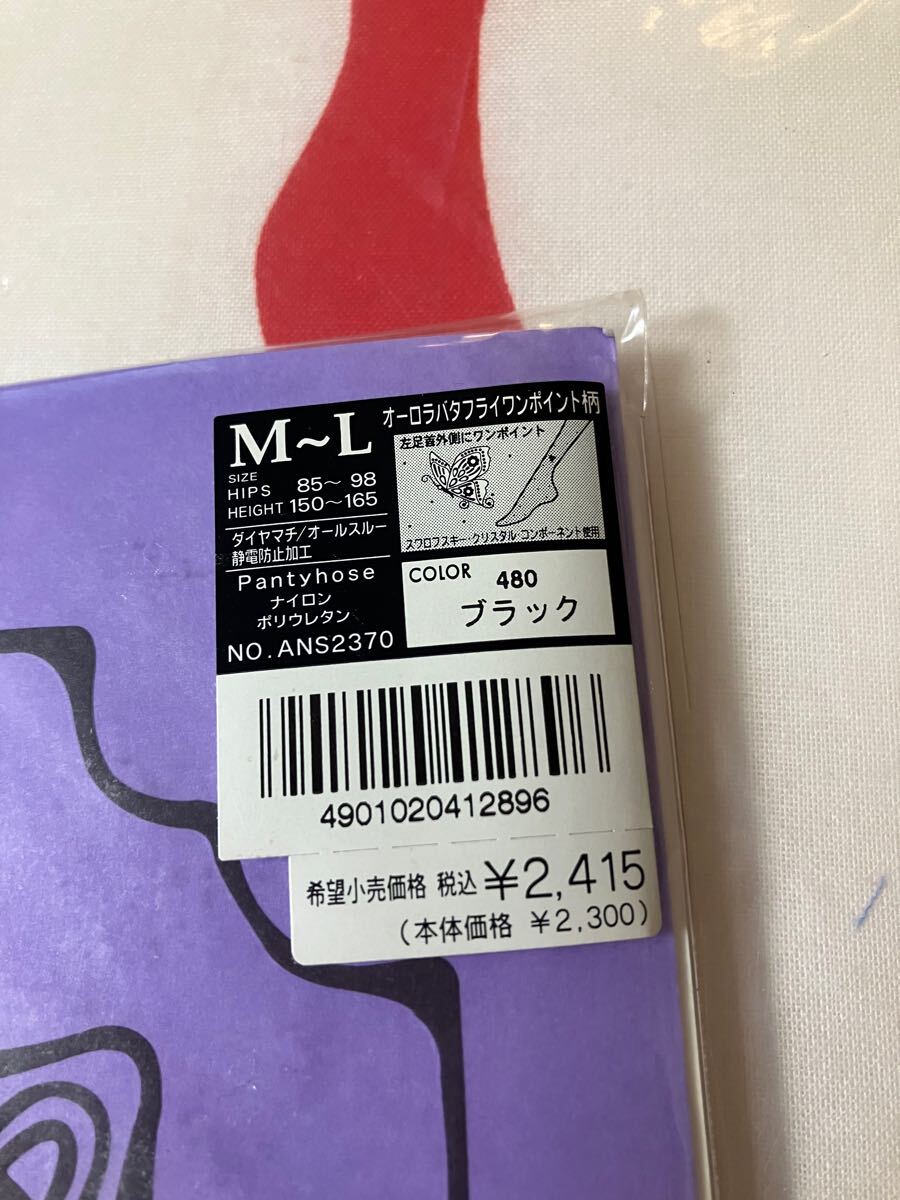 M~L
SIZE
HIPS 85~98
HEIGHT 150~165
ダイヤマチ/オールスルー
静電防止加工
Pantyhose
ナイロン
ポリウレタン
NO.ANS2370
オーロラバタフライワンポイント柄
左足首外側にワンポイント
スワロフスキー・クリスタル・コンポーネント使用
COLOR 480
ブラック
4901020412896
希望小売価格 税込 ¥2,415
(本体価格 ¥2,300)